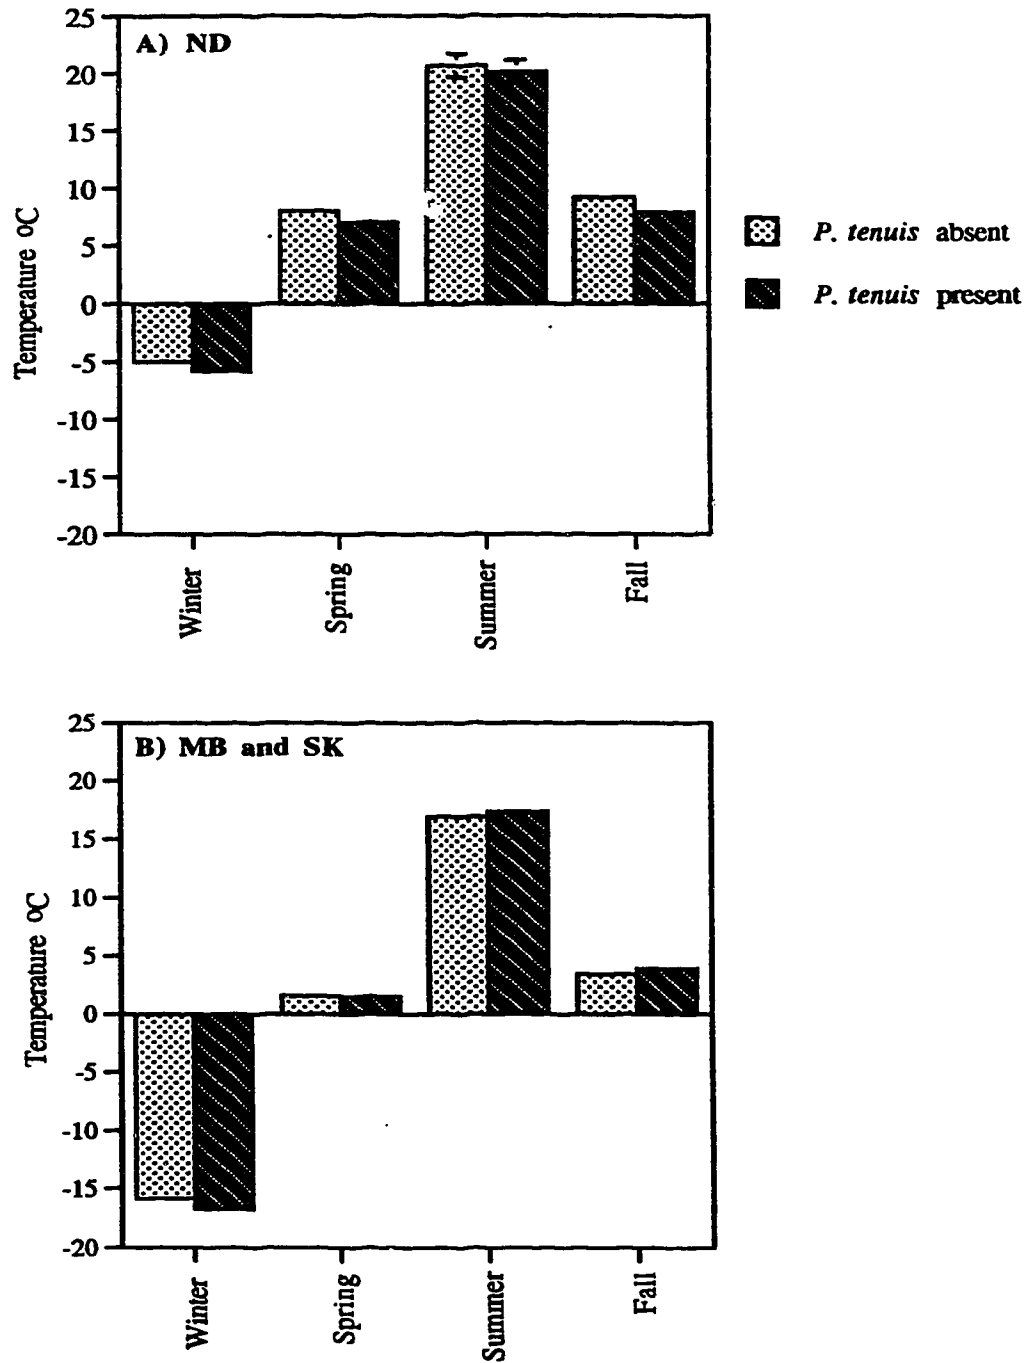 A) ND
25
20
15
10
5
0
-5
-10
-15
-20
Temperature ºC
Winter
Spring
Summer
Fall
P. tenuis absent
P. tenuis present
B) MB and SK
25
20
15
10
5
0
-5
-10
-15
-20
Temperature ºC
Winter
Spring
Summer
Fall